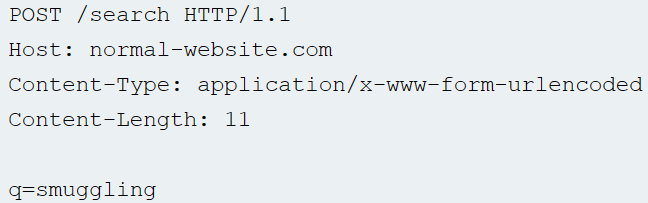 POST /search HTTP/1.1
Host: normal-website.com
Content-Type: application/x-www-form-urlencoded
Content-Length: 11

q=smuggling